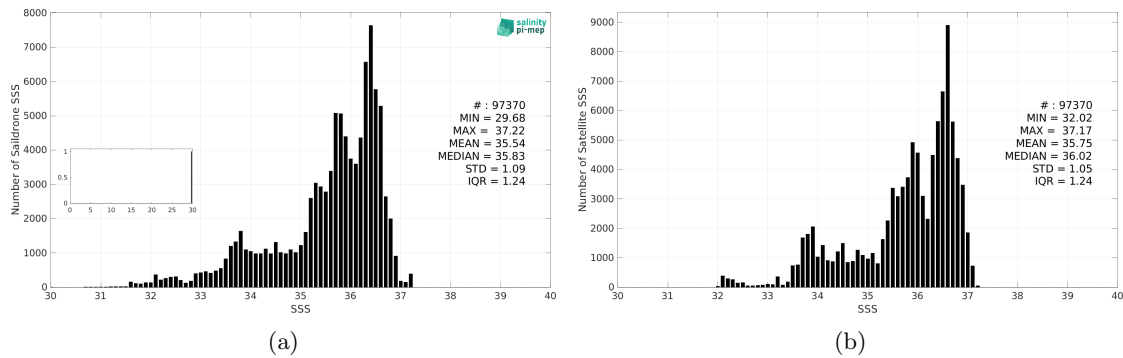 8000
7000
6000
5000
4000
3000
2000
1000
0
Number of Saildrone SSS
salinity
pi-mep
# : 97370
MIN = 29.68
MAX = 37.22
MEAN = 35.54
MEDIAN = 35.83
STD = 1.09
IQR = 1.24
1
0.5
0
0 5 10 15 20 25 30
30 31 32 33 34 35 36 37 38 39 40
SSS
(a)
9000
8000
7000
6000
5000
4000
3000
2000
1000
0
Number of Satellite SSS
# : 97370
MIN = 32.02
MAX = 37.17
MEAN = 35.75
MEDIAN = 36.02
STD = 1.05
IQR = 1.24
30 31 32 33 34 35 36 37 38 39 40
SSS
(b)